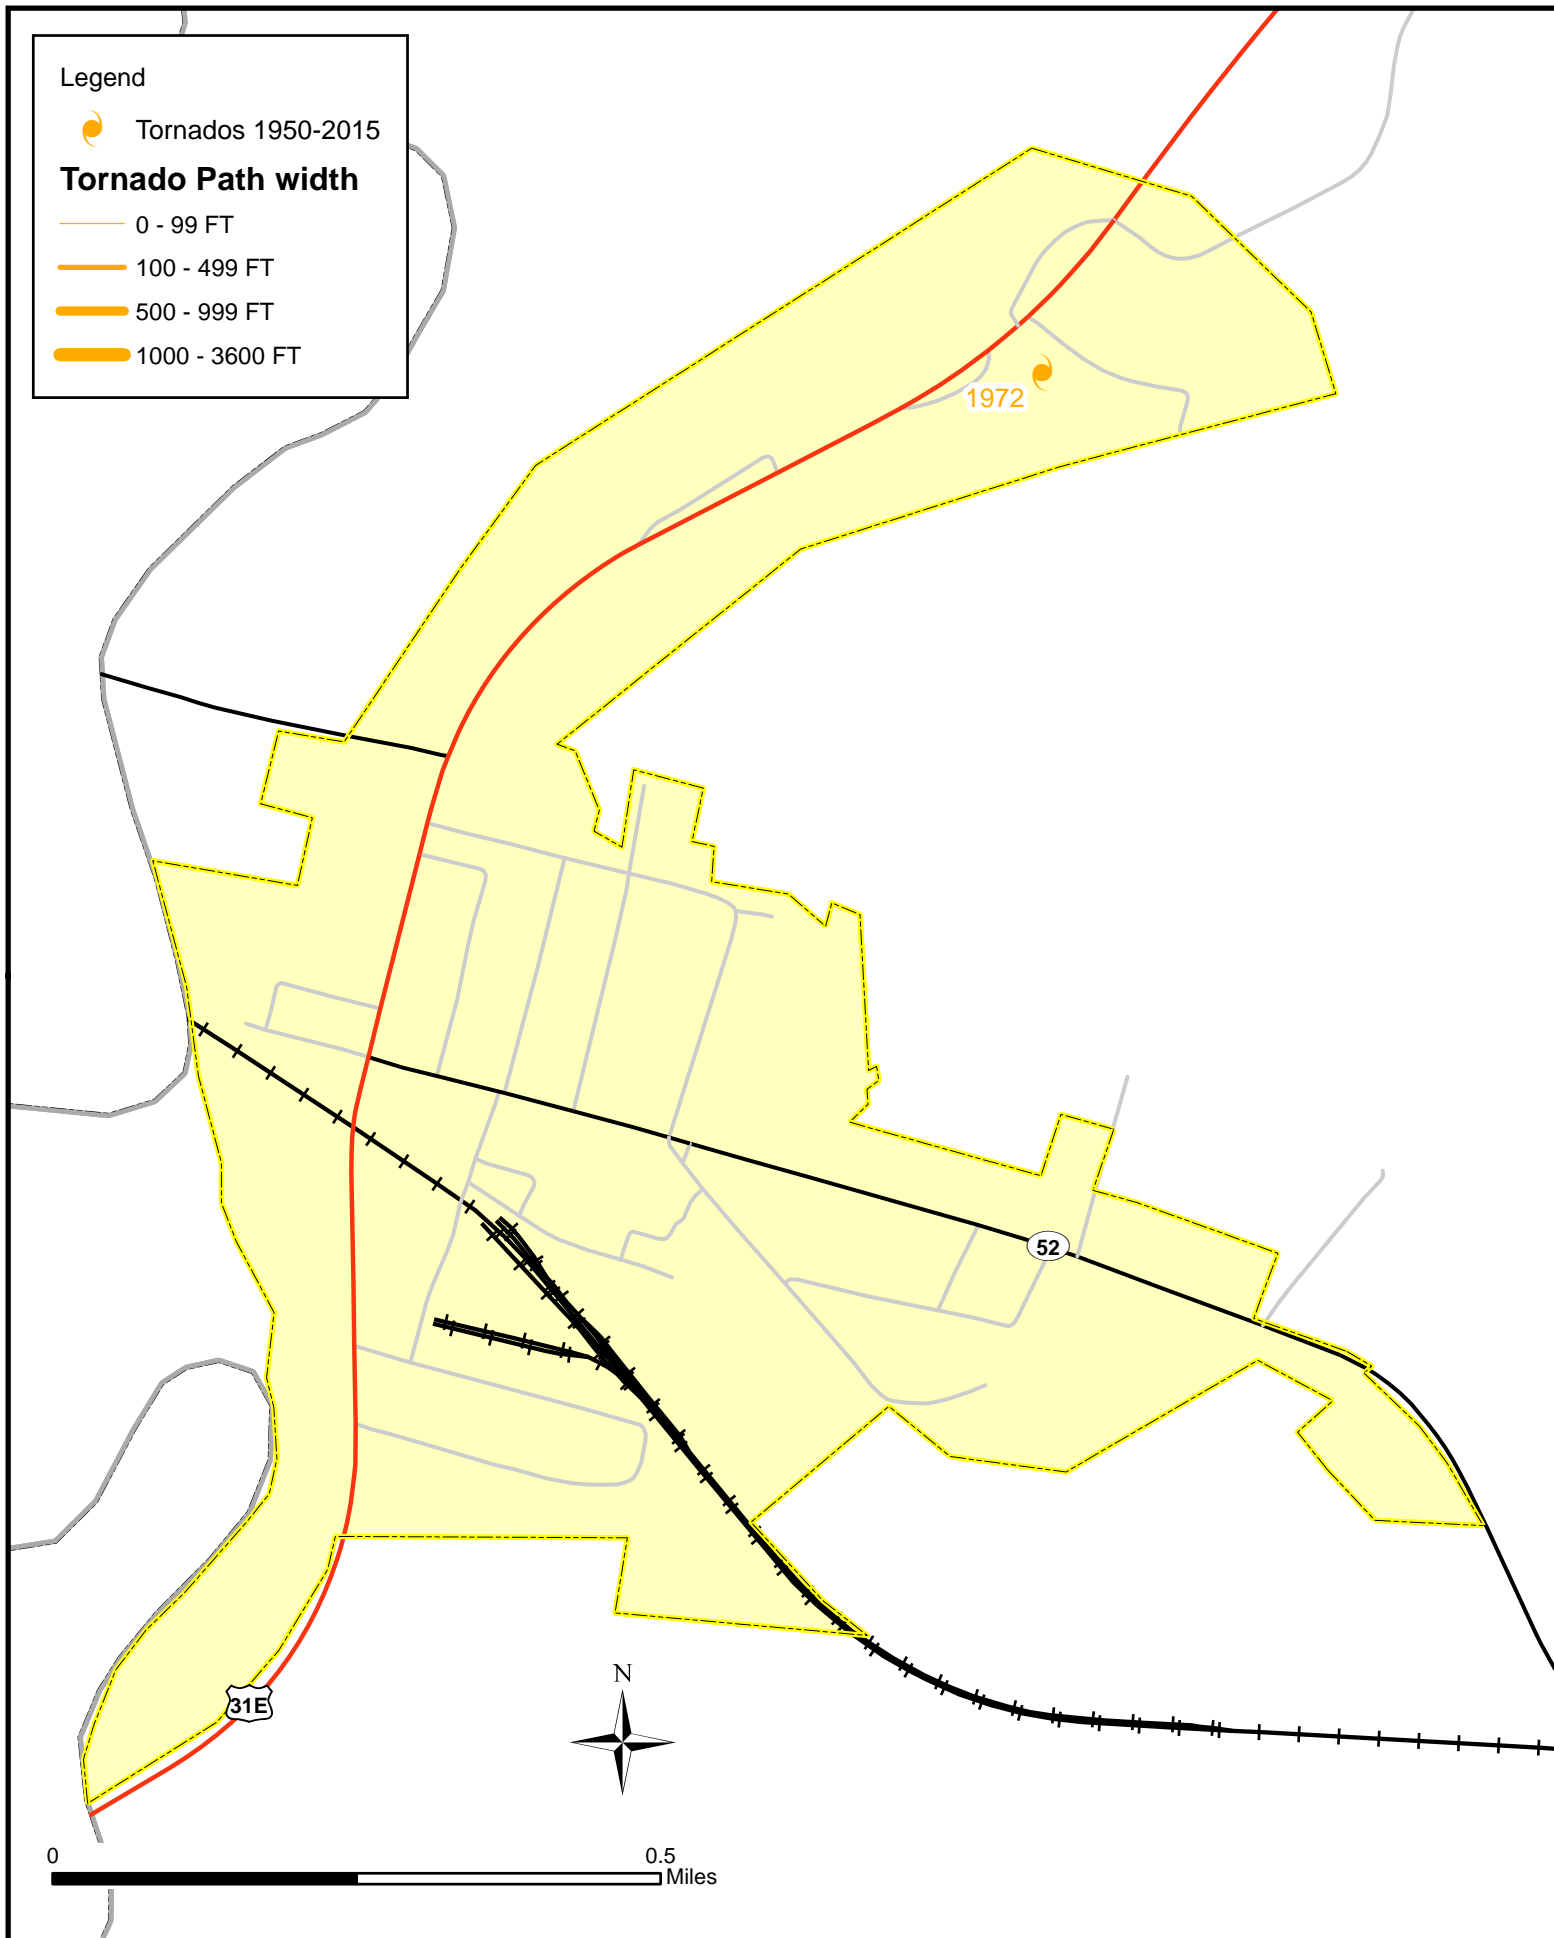 Legend
Tornados 1950-2015
Tornado Path width
0 - 99 FT
100 - 499 FT
500 - 999 FT
1000 - 3600 FT
1972
52
31E
N
0 0.5
Miles